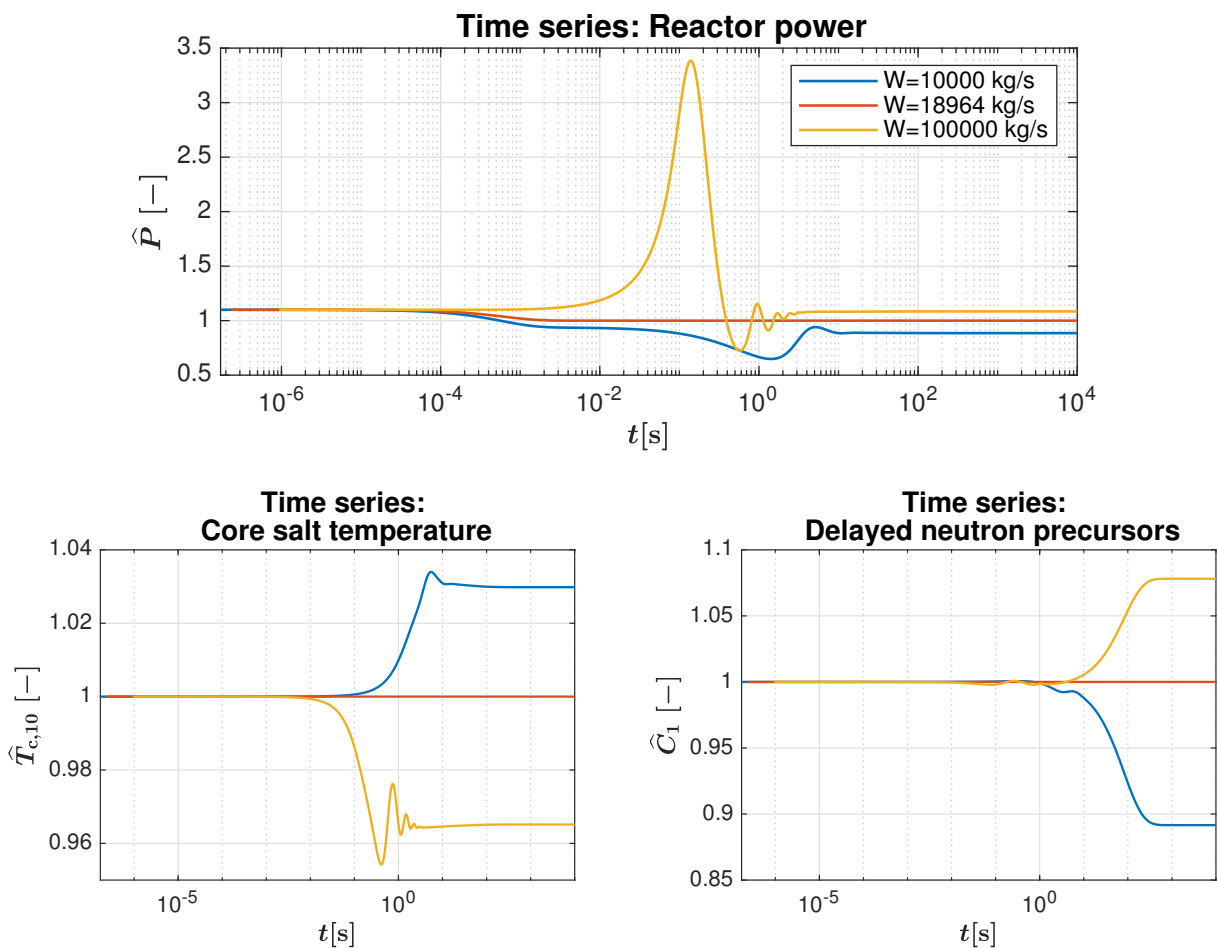 Time series: Reactor power
3.5
3
2.5
2
1.5
1
0.5
P̂ [−]
W=10000 kg/s
W=18964 kg/s
W=100000 kg/s
10⁻⁶ 10⁻⁴ 10⁻² 10⁰ 10² 10⁴
t[s]
Time series:
Core salt temperature
1.04
1.02
1
0.98
0.96
T̂c,10 [−]
10⁻⁵ 10⁰
t[s]
Time series:
Delayed neutron precursors
1.1
1.05
1
0.95
0.9
0.85
Ĉ₁ [−]
10⁻⁵ 10⁰
t[s]